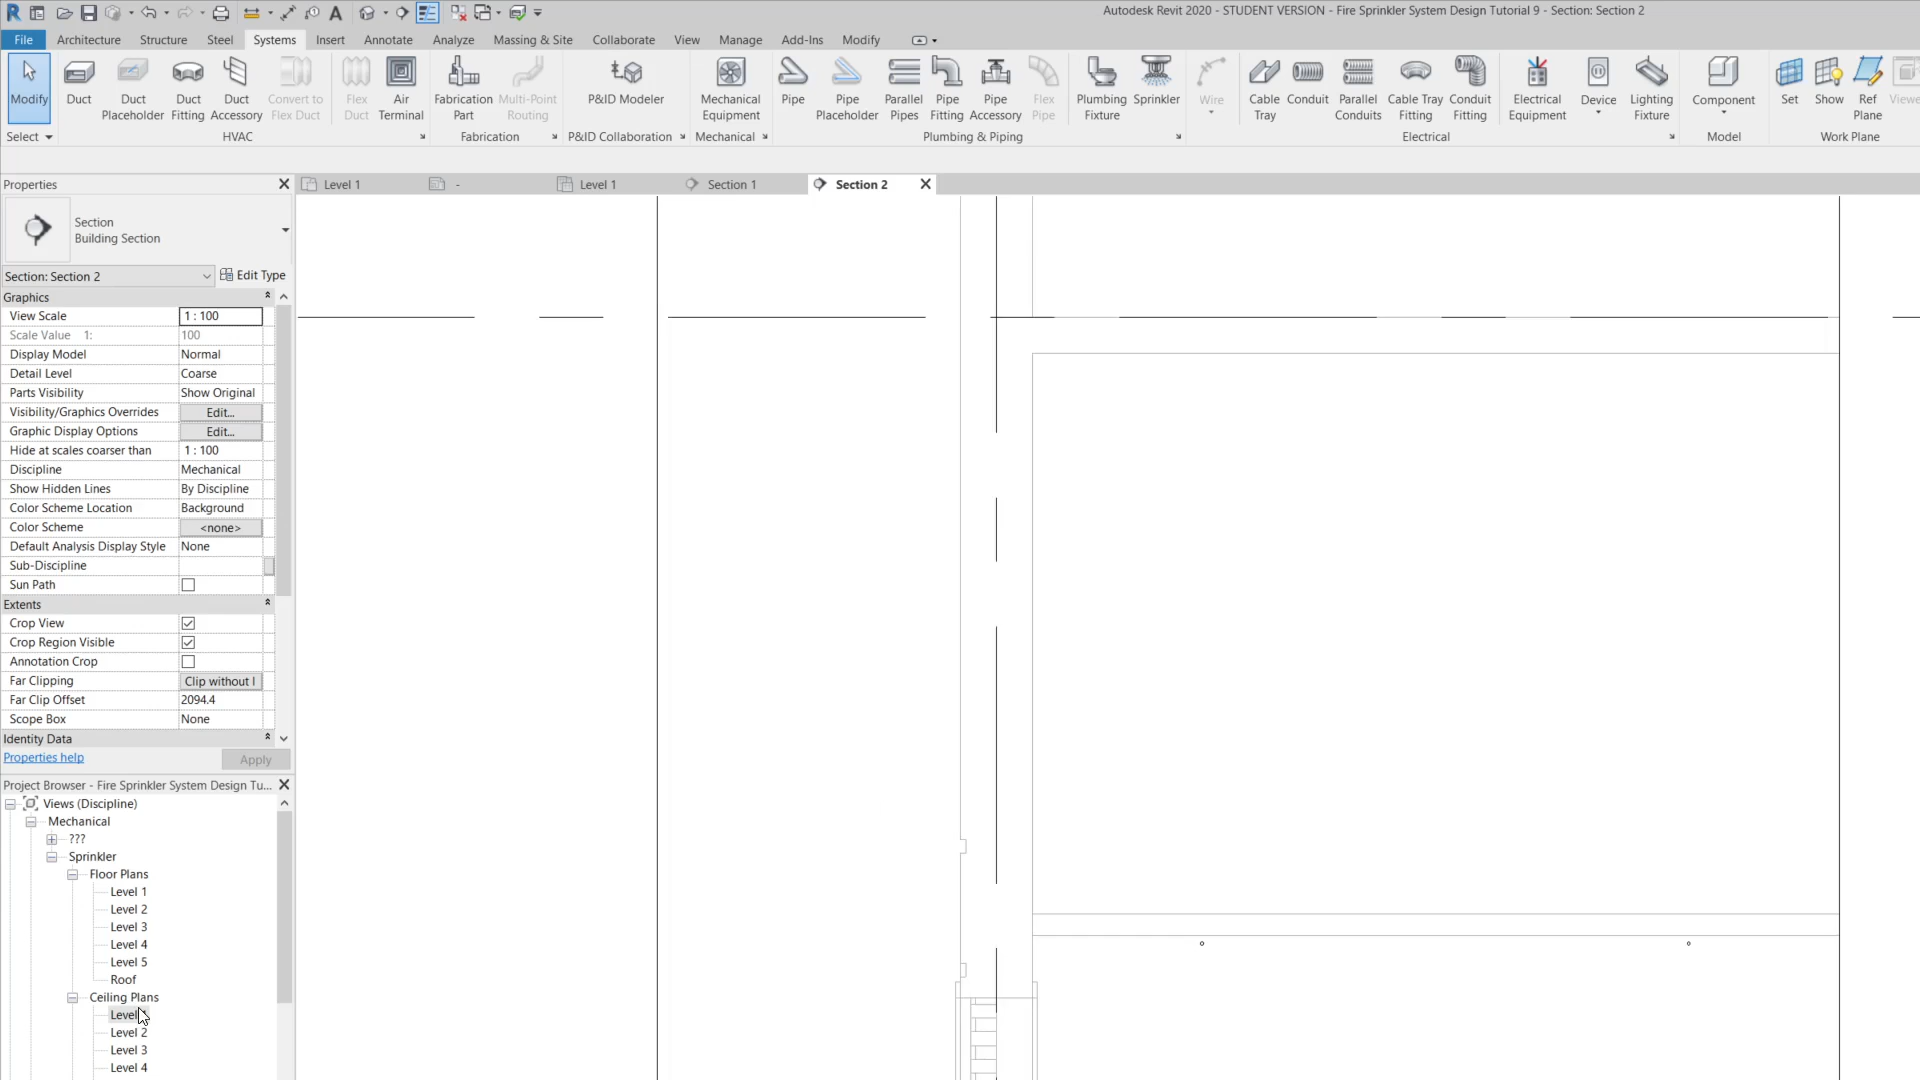 Autodesk Revit 2020 - STUDENT VERSION - Fire Sprinkler System Design Tutorial 9 - Section: Section 2
File Architecture Structure Steel Systems Insert Annotate Analyze Massing & Site Collaborate View Manage Add-Ins Modify
Modify Duct Duct Placeholder Duct Fitting Duct Accessory Convert to Flex Duct Flex Duct Air Terminal Fabrication Part Multi-Point Routing P&ID Modeler Mechanical Equipment Pipe Pipe Placeholder Parallel Pipes Pipe Fitting Pipe Accessory Flex Pipe Plumbing Fixture Sprinkler Wire Cable Tray Conduit Parallel Conduits Cable Tray Fitting Conduit Fitting Electrical Equipment Device Lighting Fixture Component Set Show Ref Plane Viewe
Select HVAC Fabrication P&ID Collaboration Mechanical Plumbing & Piping Electrical Model Work Plane
Properties Level 1 - Level 1 Section 1 Section 2
Section
Building Section
Section: Section 2 Edit Type
Graphics
View Scale 1 : 100
Scale Value 1: 100
Display Model Normal
Detail Level Coarse
Parts Visibility Show Original
Visibility/Graphics Overrides Edit...
Graphic Display Options Edit...
Hide at scales coarser than 1 : 100
Discipline Mechanical
Show Hidden Lines By Discipline
Color Scheme Location Background
Color Scheme <none>
Default Analysis Display Style None
Sub-Discipline
Sun Path
Extents
Crop View
Crop Region Visible
Annotation Crop
Far Clipping Clip without l
Far Clip Offset 2094.4
Scope Box None
Identity Data
Properties help Apply
Project Browser - Fire Sprinkler System Design Tu...
Views (Discipline)
Mechanical
???
Sprinkler
Floor Plans
Level 1
Level 2
Level 3
Level 4
Level 5
Roof
Ceiling Plans
Level
Level 2
Level 3
Level 4